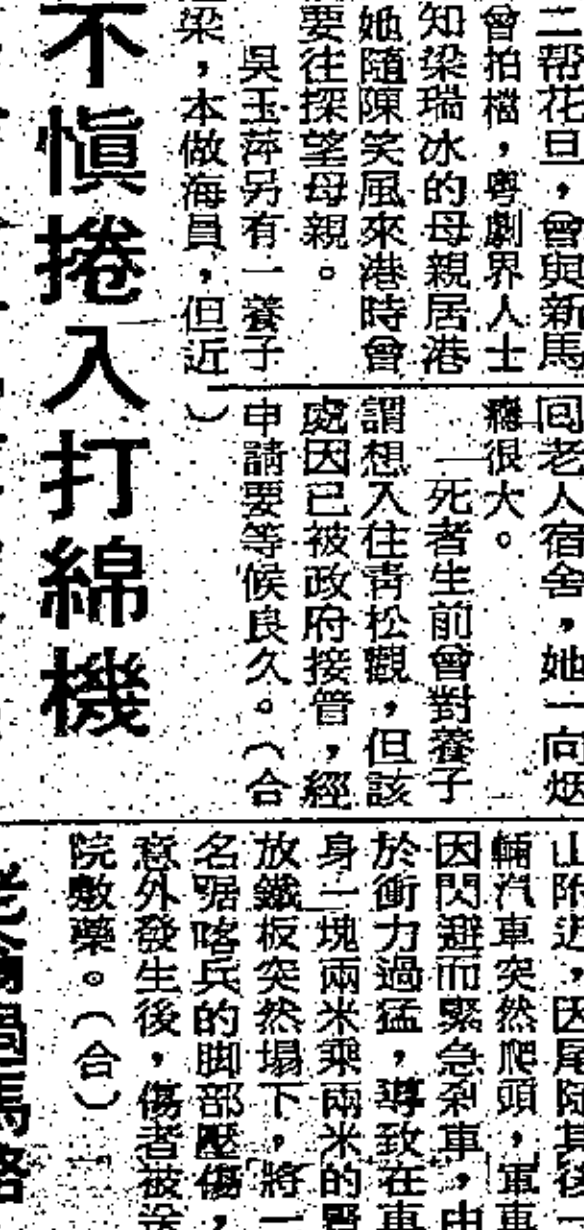 二帮花旦，曾與新馬
曾拍檔，粵劇界人士
知梁瑞冰的母親居港
她隨陳笑風來港時曾
要往探望母親。
吳玉萍另有一養子
梁，本做海員，但近
同老人宿舍，她一向烟
癮很大。
死者生前曾對養子
謂想入住青松觀，但該
處因已被政府接管，經
申請要等候良久。（合
）
不慎捲入打綿機
山附近，因尾隨其後一
輛汽車突然爬頭，軍車
因閃避而緊急刹車，由
於衝力過猛，導致在車
身一塊兩米乘兩米的
放鐵板突然塌下，將一
名啹喀兵的脚部壓傷，
意外發生後，傷者被送
院敷藥。（合）
過馬路